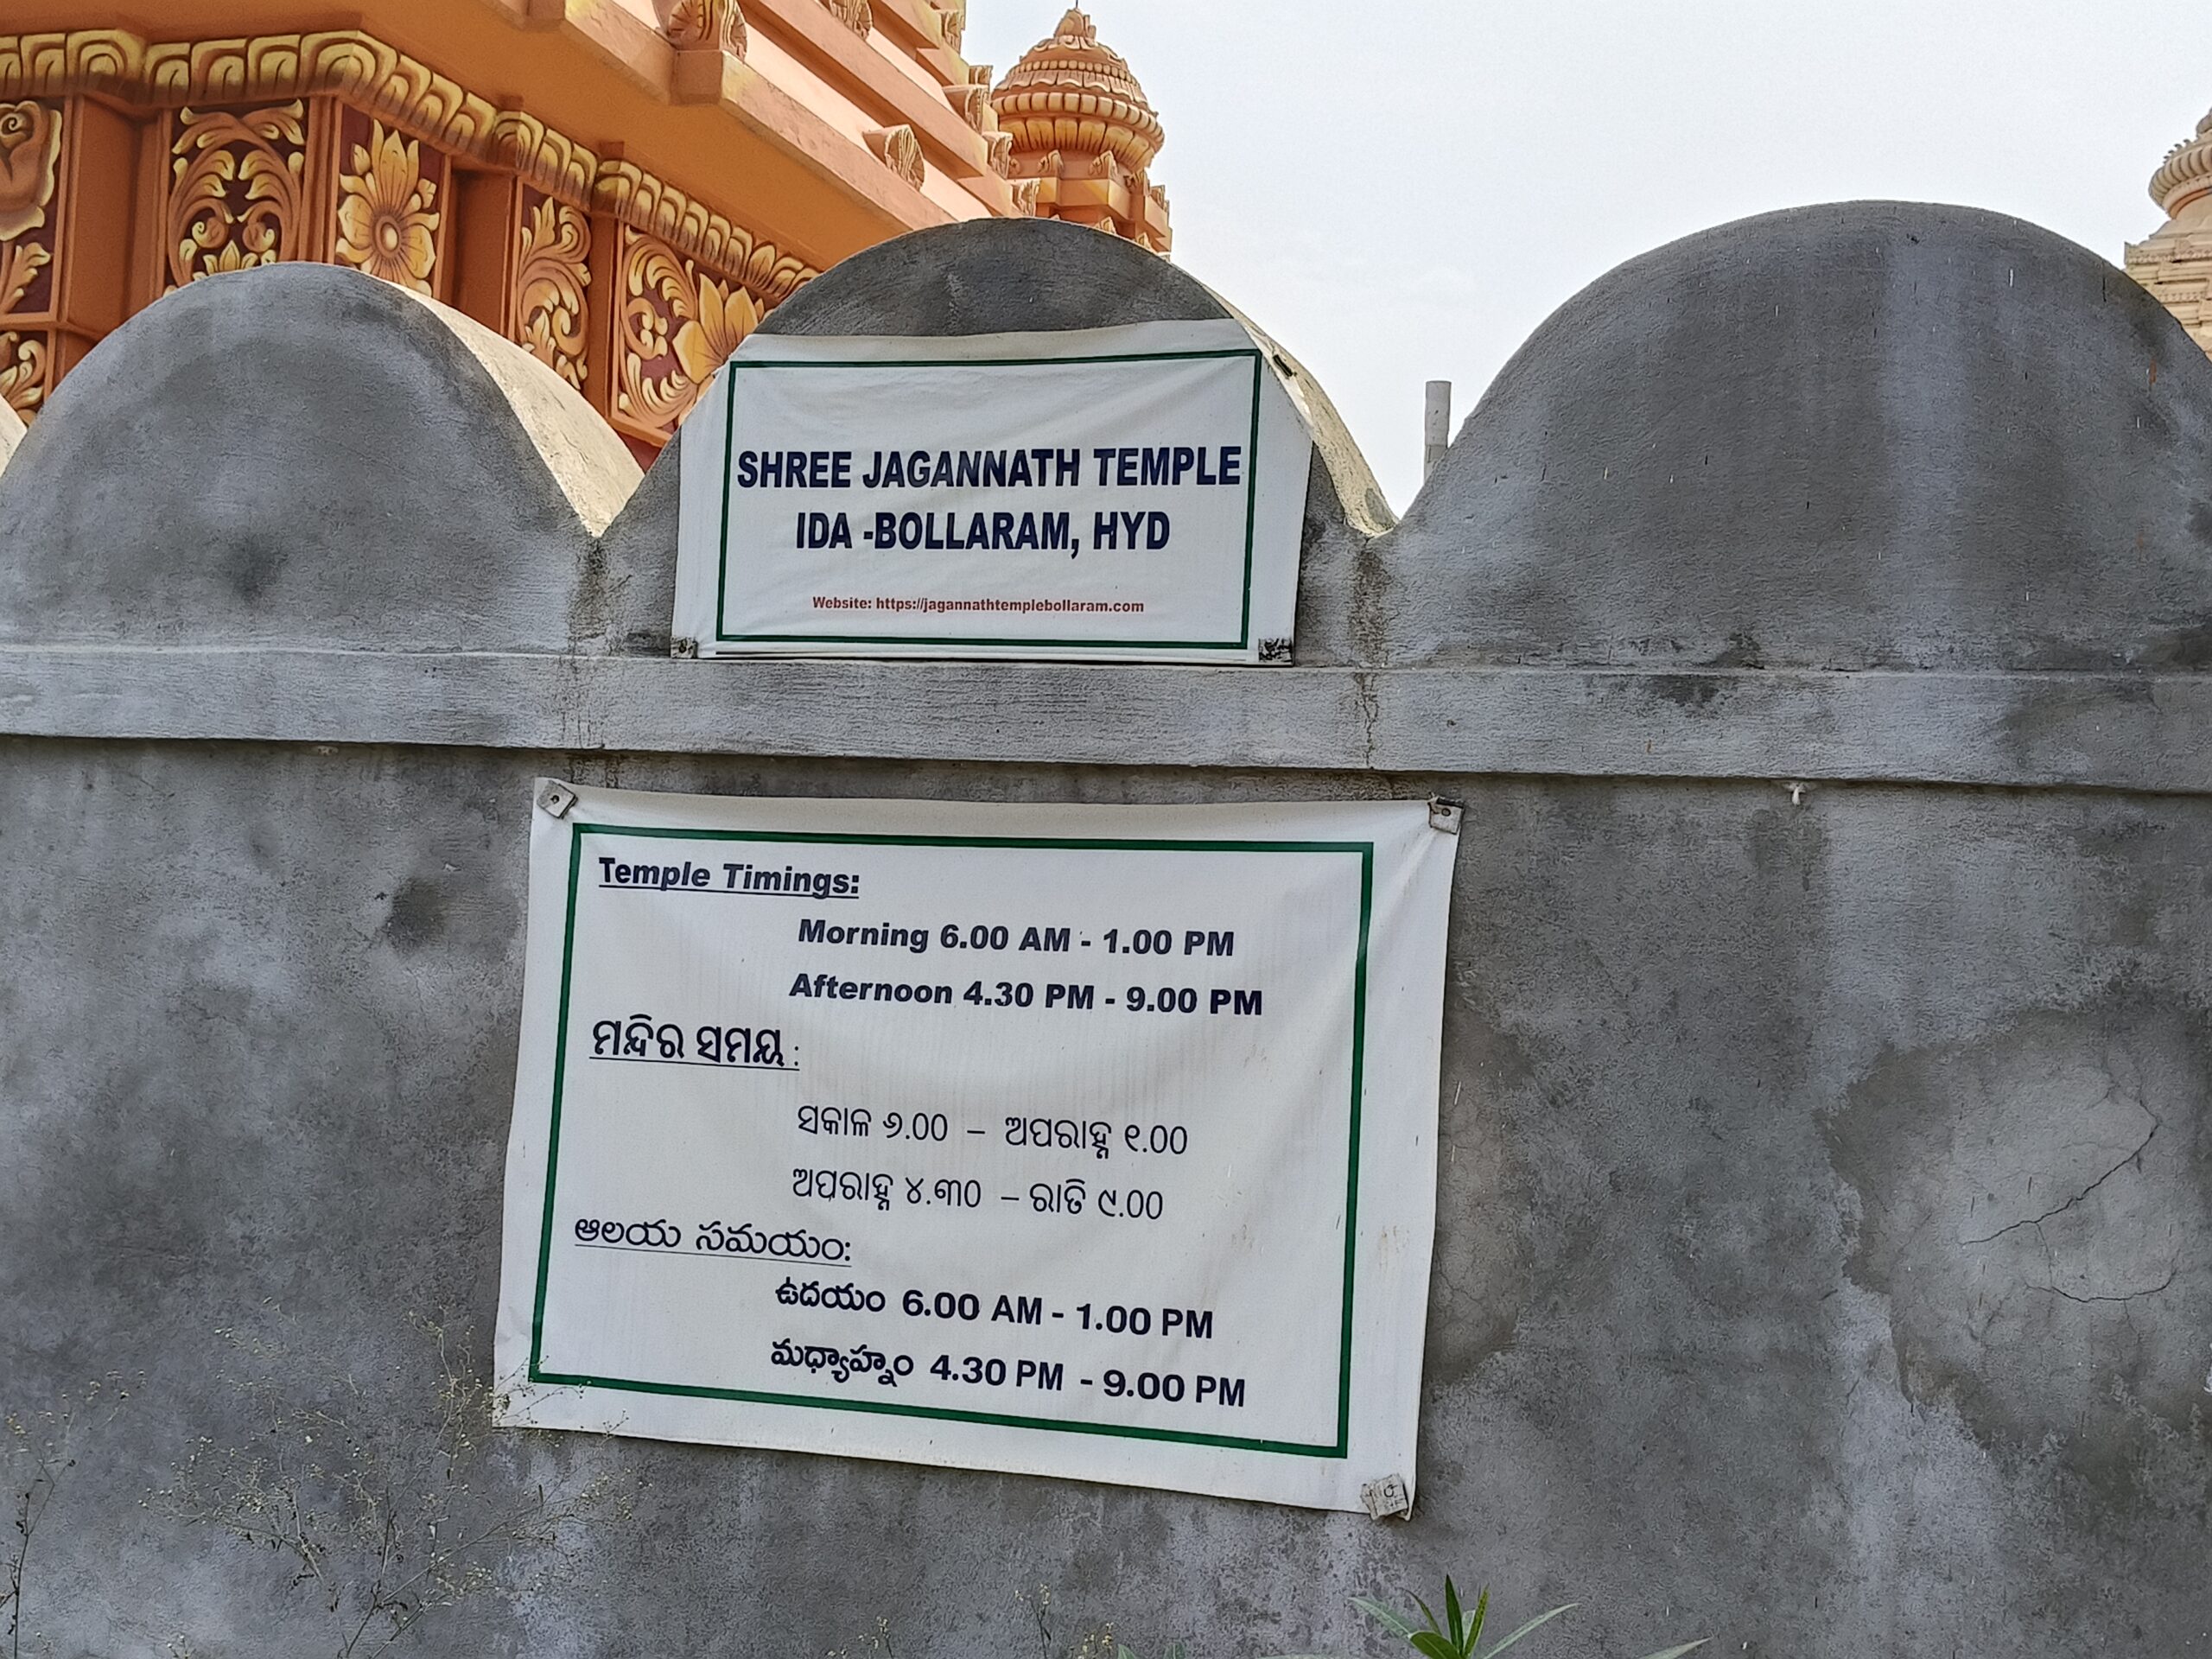 SHREE JAGANNATH TEMPLE
IDA -BOLLARAM, HYD
Website: https://jagannathtemplebollaram.com
Temple Timings:
Morning 6.00 AM - 1.00 PM
Afternoon 4.30 PM - 9.00 PM
ମନ୍ଦିର ସମୟ :
ସକାଳ ୬.୦୦ – ଅପରାହ୍ନ ୧.୦୦
ଅପରାହ୍ନ ୪.୩୦ – ରାତି ୯.୦୦
ఆలయ సమయం:
ఉదయం 6.00 AM - 1.00 PM
మధ్యాహ్నం 4.30 PM - 9.00 PM